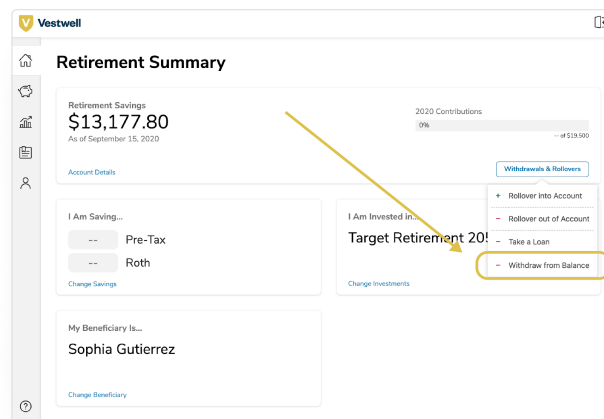 Vestwell
Retirement Summary
Retirement Savings
$13,177.80
As of September 15, 2020
Account Details
2020 Contributions
0%
-- of $19,500
Withdrawals & Rollovers
+ Rollover into Account
− Rollover out of Account
− Take a Loan
− Withdraw from Balance
I Am Saving...
-- Pre-Tax
-- Roth
Change Savings
I Am Invested in...
Target Retirement
Change Investments
My Beneficiary Is...
Sophia Gutierrez
Change Beneficiary